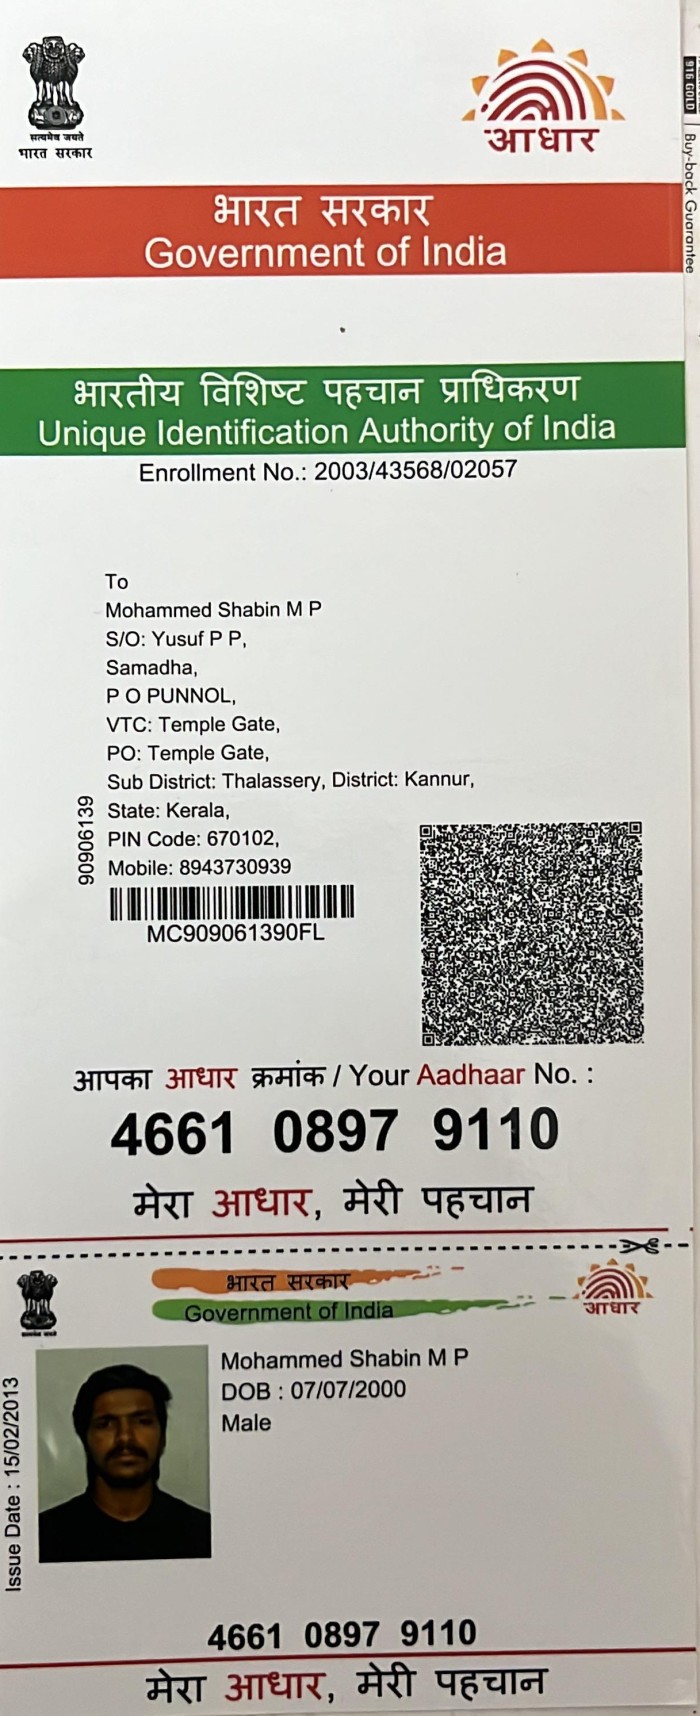 916 GOLD
Buy-back Guarantee
सत्यमेव जयते
भारत सरकार
आधार
भारत सरकार
Government of India
भारतीय विशिष्ट पहचान प्राधिकरण
Unique Identification Authority of India
Enrollment No.: 2003/43568/02057
To
Mohammed Shabin M P
S/O: Yusuf P P,
Samadha,
P O PUNNOL,
VTC: Temple Gate,
PO: Temple Gate,
Sub District: Thalassery, District: Kannur,
State: Kerala,
PIN Code: 670102,
Mobile: 8943730939
90906139
MC909061390FL
आपका आधार क्रमांक / Your Aadhaar No. :
4661 0897 9110
मेरा आधार, मेरी पहचान
भारत सरकार
Government of India
आधार
Mohammed Shabin M P
DOB : 07/07/2000
Male
Issue Date : 15/02/2013
4661 0897 9110
मेरा आधार, मेरी पहचान